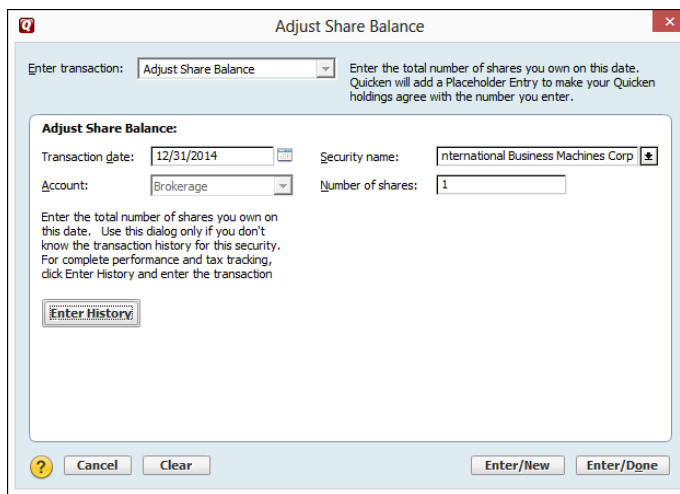 Adjust Share Balance
Enter transaction: Adjust Share Balance
Enter the total number of shares you own on this date.
Quicken will add a Placeholder Entry to make your Quicken
holdings agree with the number you enter.
Adjust Share Balance:
Transaction date: 12/31/2014
Security name: nternational Business Machines Corp
Account: Brokerage
Number of shares: 1
Enter the total number of shares you own on
this date. Use this dialog only if you don't
know the transaction history for this security.
For complete performance and tax tracking,
click Enter History and enter the transaction
Enter History
? Cancel Clear Enter/New Enter/Done